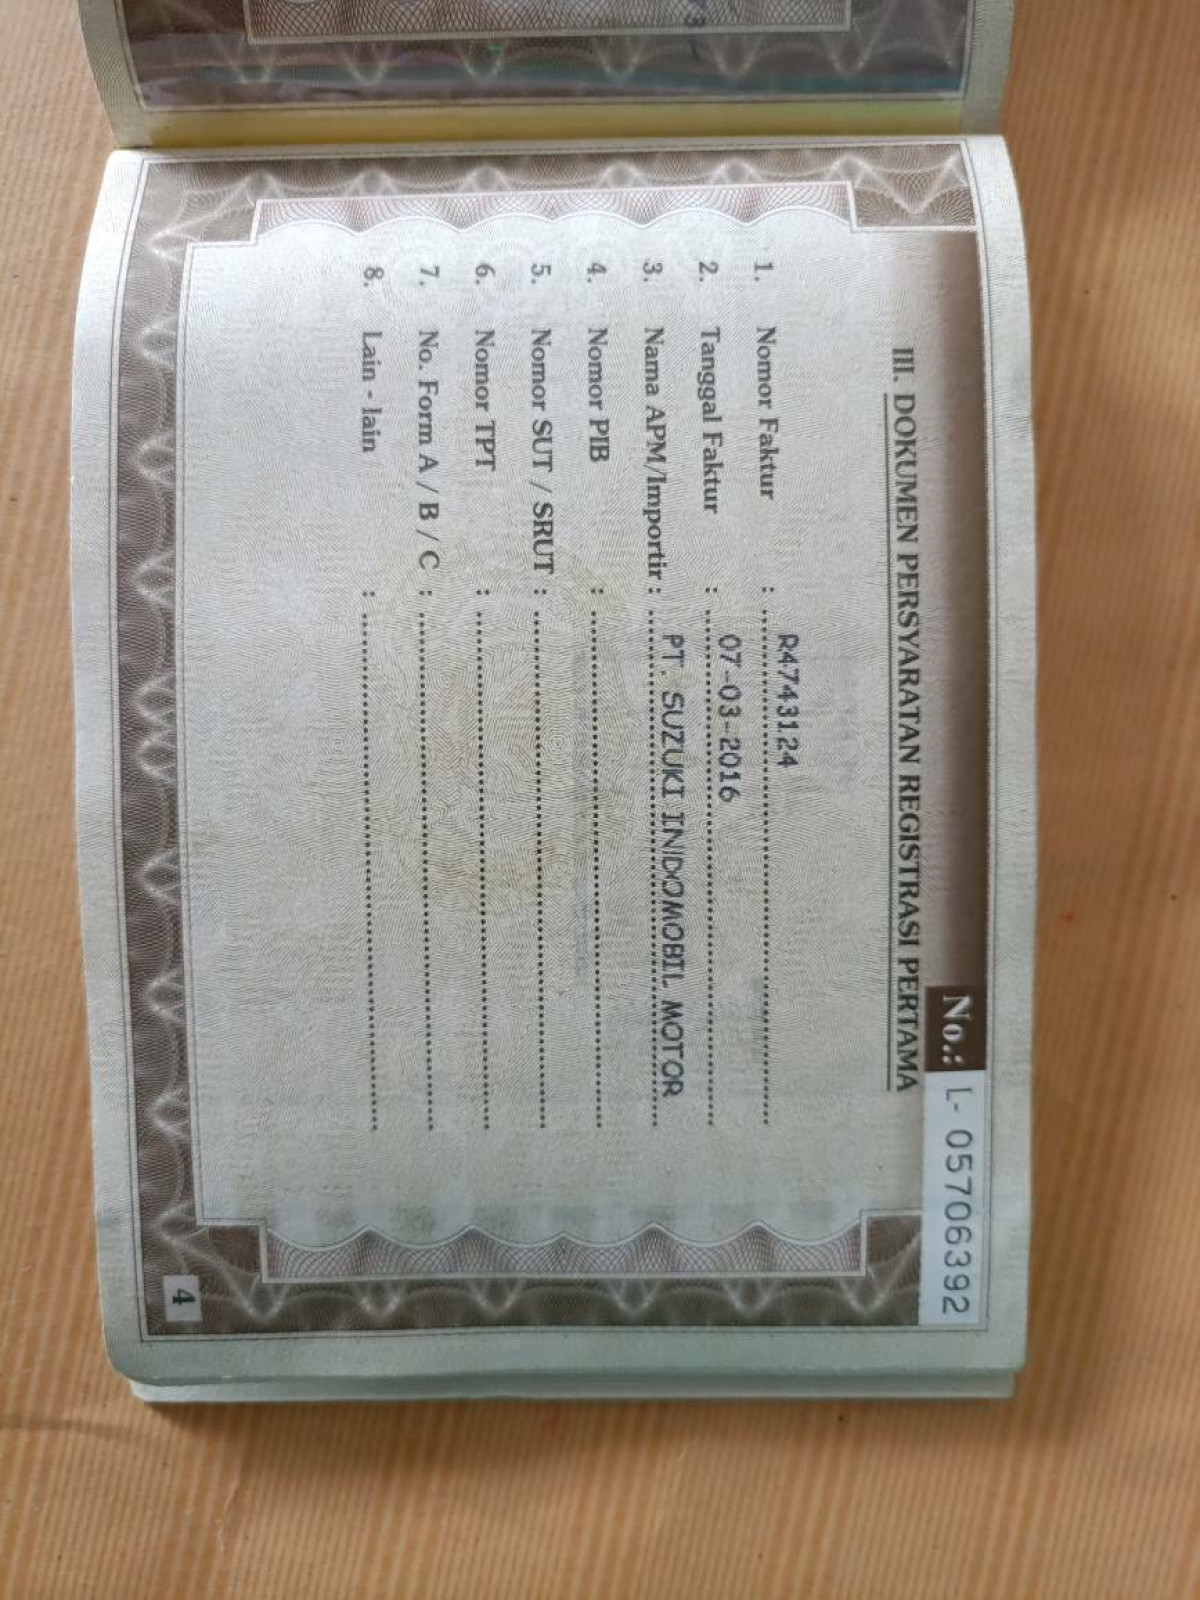 No.: L- 05706392
III. DOKUMEN PERSYARATAN REGISTRASI PERTAMA
1. Nomor Faktur : R4743124
2. Tanggal Faktur : 07-03-2016
3. Nama APM/Importir : PT. SUZUKI INDOMOBIL MOTOR
4. Nomor PIB :
5. Nomor SUT / SRUT :
6. Nomor TPT :
7. No. Form A / B / C :
8. Lain - lain :
4